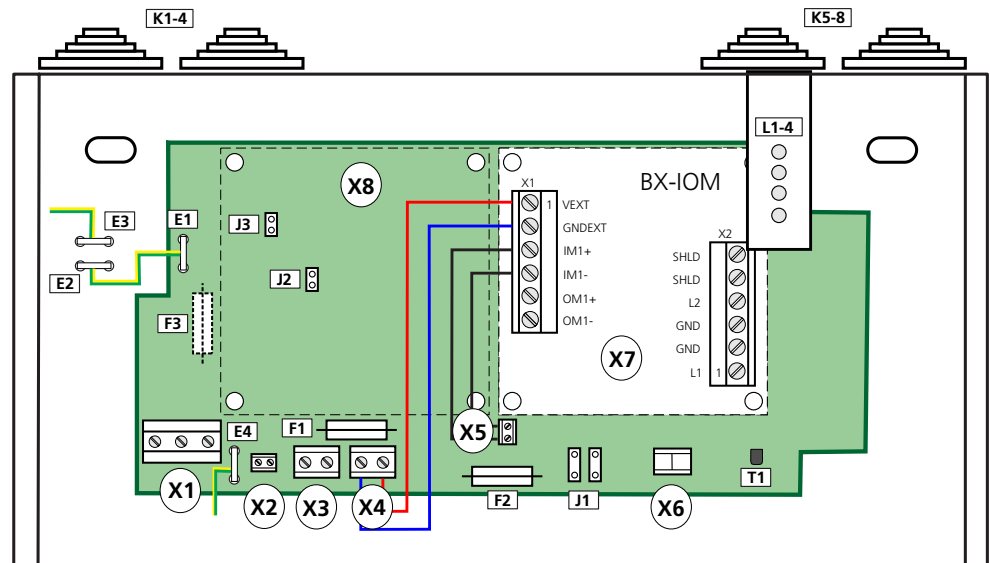 K1-4
K5-8
L1-4
X8
X1
BX-IOM
1 VEXT
E3
E1
J3
GNDEXT
X2
IM1+
SHLD
E2
J2
IM1-
SHLD
OM1+
L2
F3
OM1-
GND
X7
GND
L1 1
E4
F1
X5
X1
X2
X3
X4
F2
J1
X6
T1